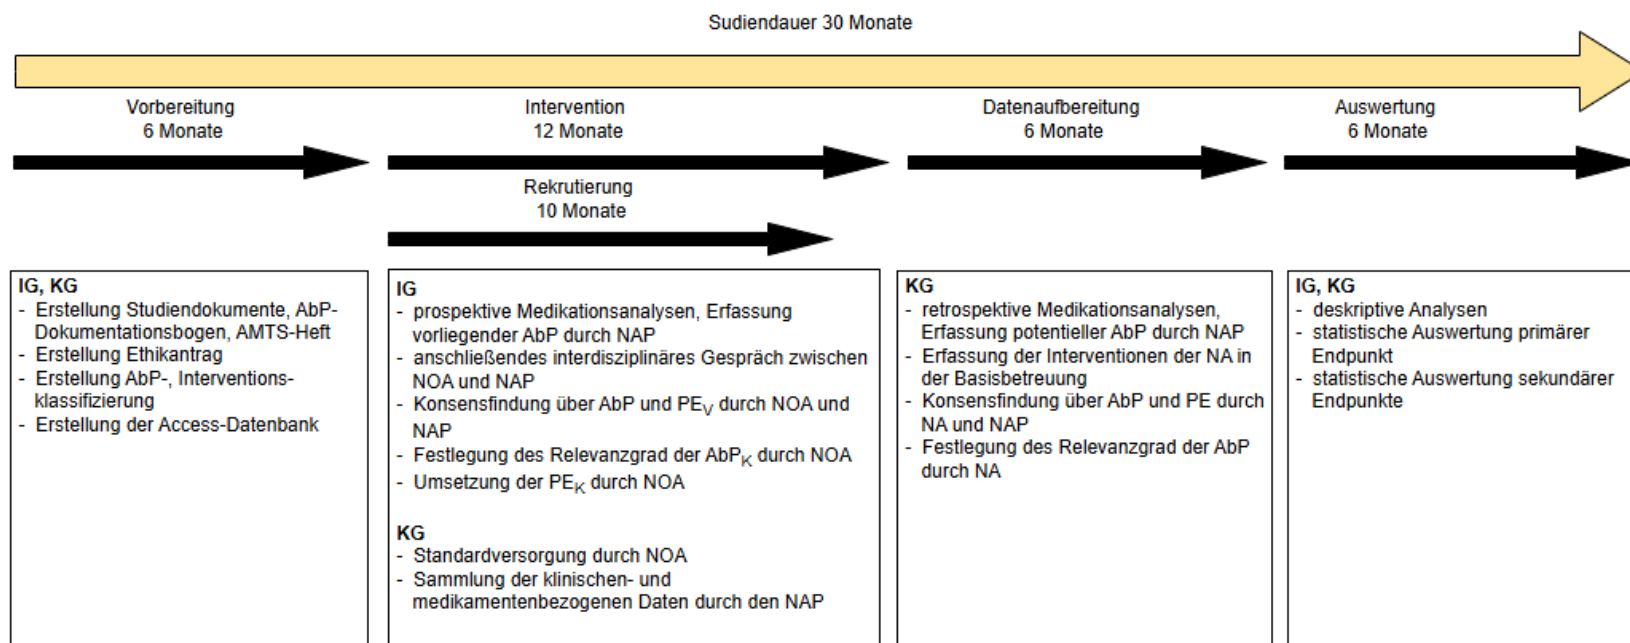 Sudiendauer 30 Monate
Vorbereitung
6 Monate
Intervention
12 Monate
Datenaufbereitung
6 Monate
Auswertung
6 Monate
Rekrutierung
10 Monate
IG, KG
- Erstellung Studiendokumente, AbP-
Dokumentationsbogen, AMTS-Heft
- Erstellung Ethikantrag
- Erstellung AbP-, Interventions-
klassifizierung
- Erstellung der Access-Datenbank
IG
- prospektive Medikationsanalysen, Erfassung
vorliegender AbP durch NAP
- anschließendes interdisziplinäres Gespräch zwischen
NOA und NAP
- Konsensfindung über AbP und PEV durch NOA und
NAP
- Festlegung des Relevanzgrad der AbPK durch NOA
- Umsetzung der PEK durch NOA
KG
- Standardversorgung durch NOA
- Sammlung der klinischen- und
medikamentenbezogenen Daten durch den NAP
KG
- retrospektive Medikationsanalysen,
Erfassung potentieller AbP durch NAP
- Erfassung der Interventionen der NA in
der Basisbetreuung
- Konsensfindung über AbP und PE durch
NA und NAP
- Festlegung des Relevanzgrad der AbP
durch NA
IG, KG
- deskriptive Analysen
- statistische Auswertung primärer
Endpunkt
- statistische Auswertung sekundärer
Endpunkte